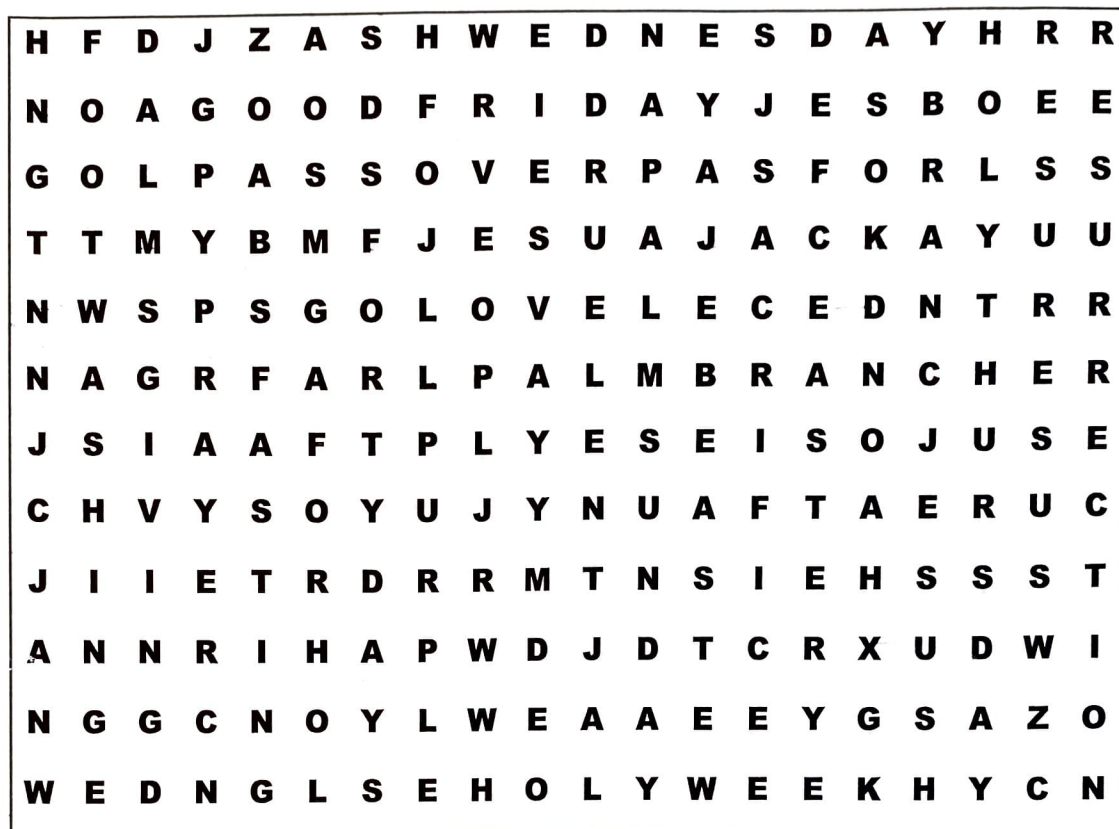 H F D J Z A S H W E D N E S D A Y H R R
N O A G O O D F R I D A Y J E S B O E E
G O L P A S S O V E R P A S F O R L S S
T T M Y B M F J E S U A J A C K A Y U U
N W S P S G O L O V E L E C E D N T R R
N A G R F A R L P A L M B R A N C H E R
J S I A A F T P L Y E S E I S O J U S E
C H V Y S O Y U J Y N U A F T A E R U C
J I I E T R D R R M T N S I E H S S S T
A N N R I H A P W D J D T C R X U D W I
N G G C N O Y L W E A A E E Y G S A Z O
W E D N G L S E H O L Y W E E K H Y C N